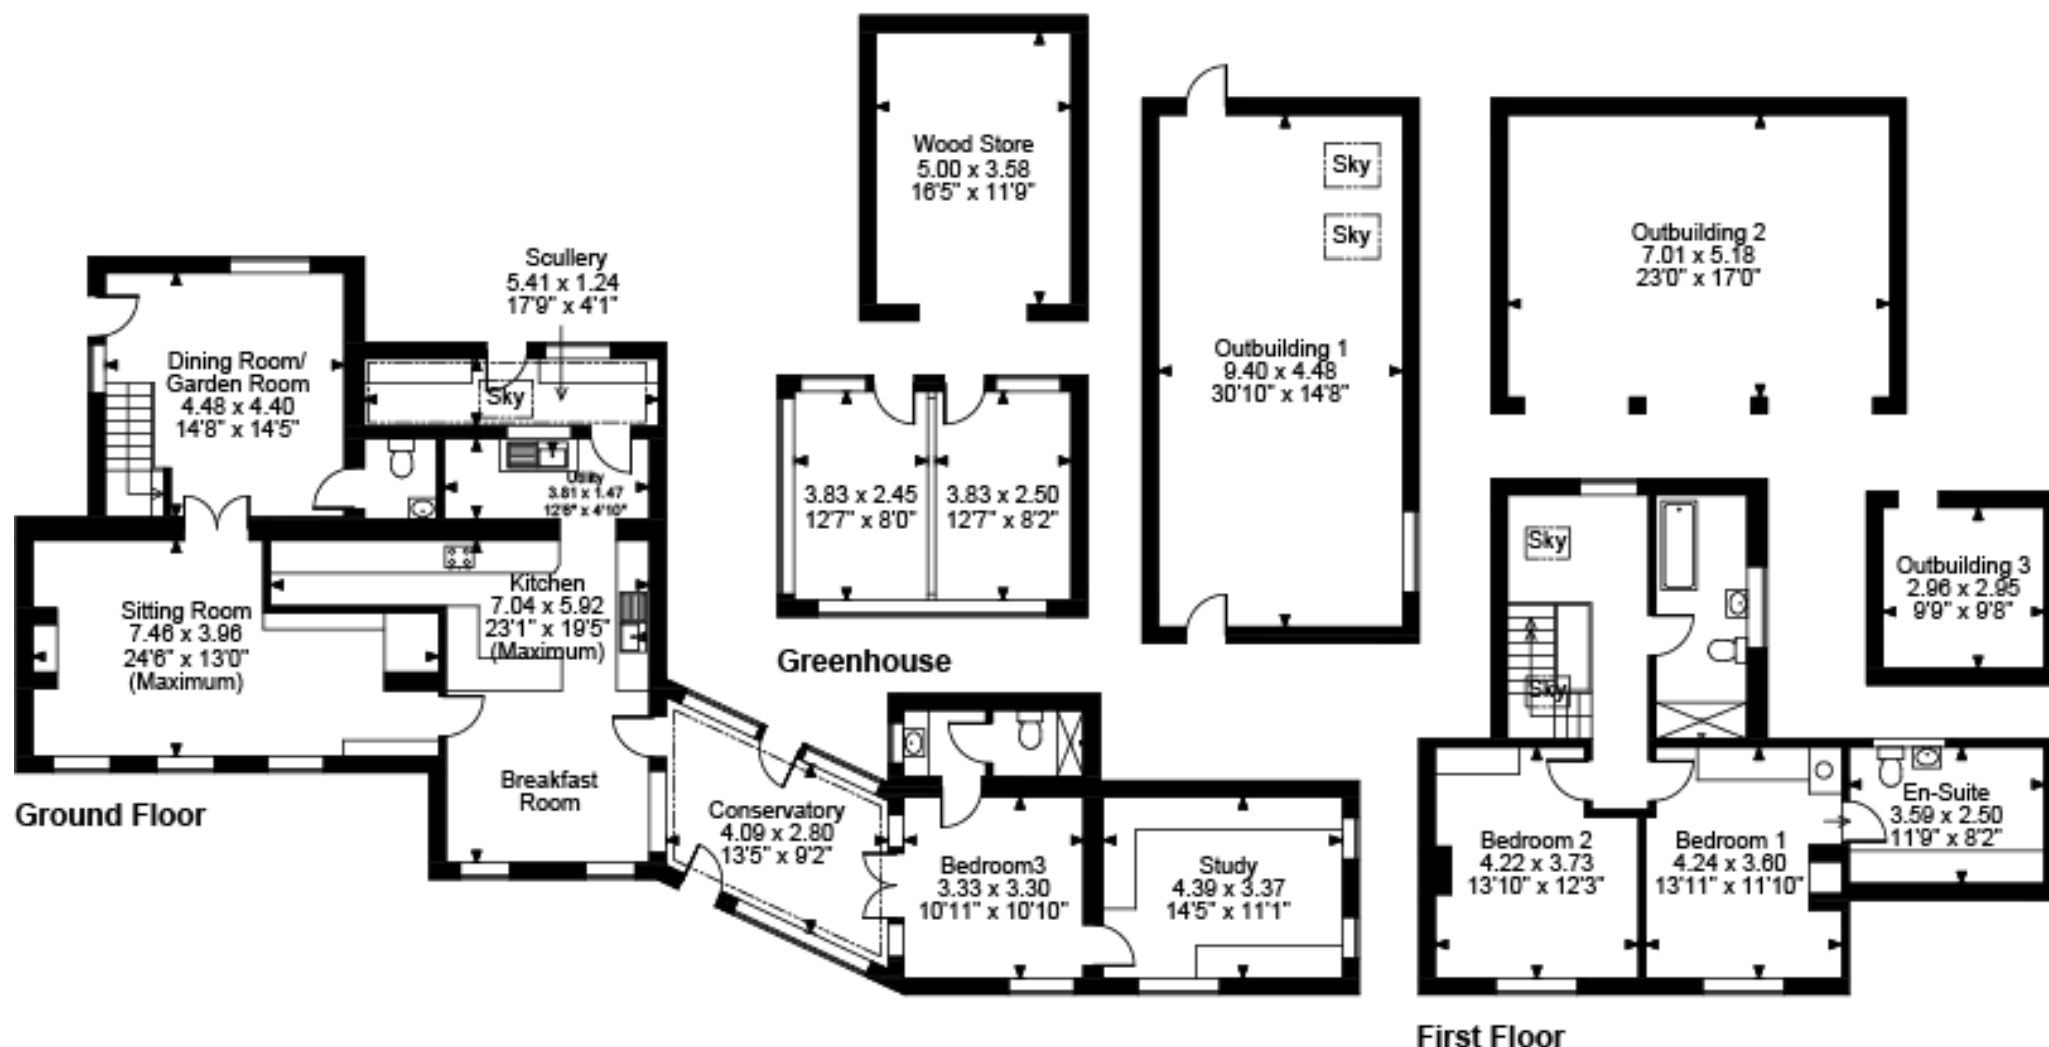 Wood Store
5.00 x 3.58
16'5" x 11'9"
Sky
Sky
Outbuilding 1
9.40 x 4.48
30'10" x 14'8"
Outbuilding 2
7.01 x 5.18
23'0" x 17'0"
Scullery
5.41 x 1.24
17'9" x 4'1"
Sky
Dining Room/
Garden Room
4.48 x 4.40
14'8" x 14'5"
Utility
3.81 x 1.47
12'6" x 4'10"
3.83 x 2.45
12'7" x 8'0"
3.83 x 2.50
12'7" x 8'2"
Greenhouse
Sitting Room
7.46 x 3.96
24'6" x 13'0"
(Maximum)
Kitchen
7.04 x 5.92
23'1" x 19'5"
(Maximum)
Sky
Sky
Outbuilding 3
2.96 x 2.95
9'9" x 9'8"
Breakfast
Room
Ground Floor
Conservatory
4.09 x 2.80
13'5" x 9'2"
Bedroom3
3.33 x 3.30
10'11" x 10'10"
Study
4.39 x 3.37
14'5" x 11'1"
Bedroom 2
4.22 x 3.73
13'10" x 12'3"
Bedroom 1
4.24 x 3.60
13'11" x 11'10"
En-Suite
3.59 x 2.50
11'9" x 8'2"
First Floor